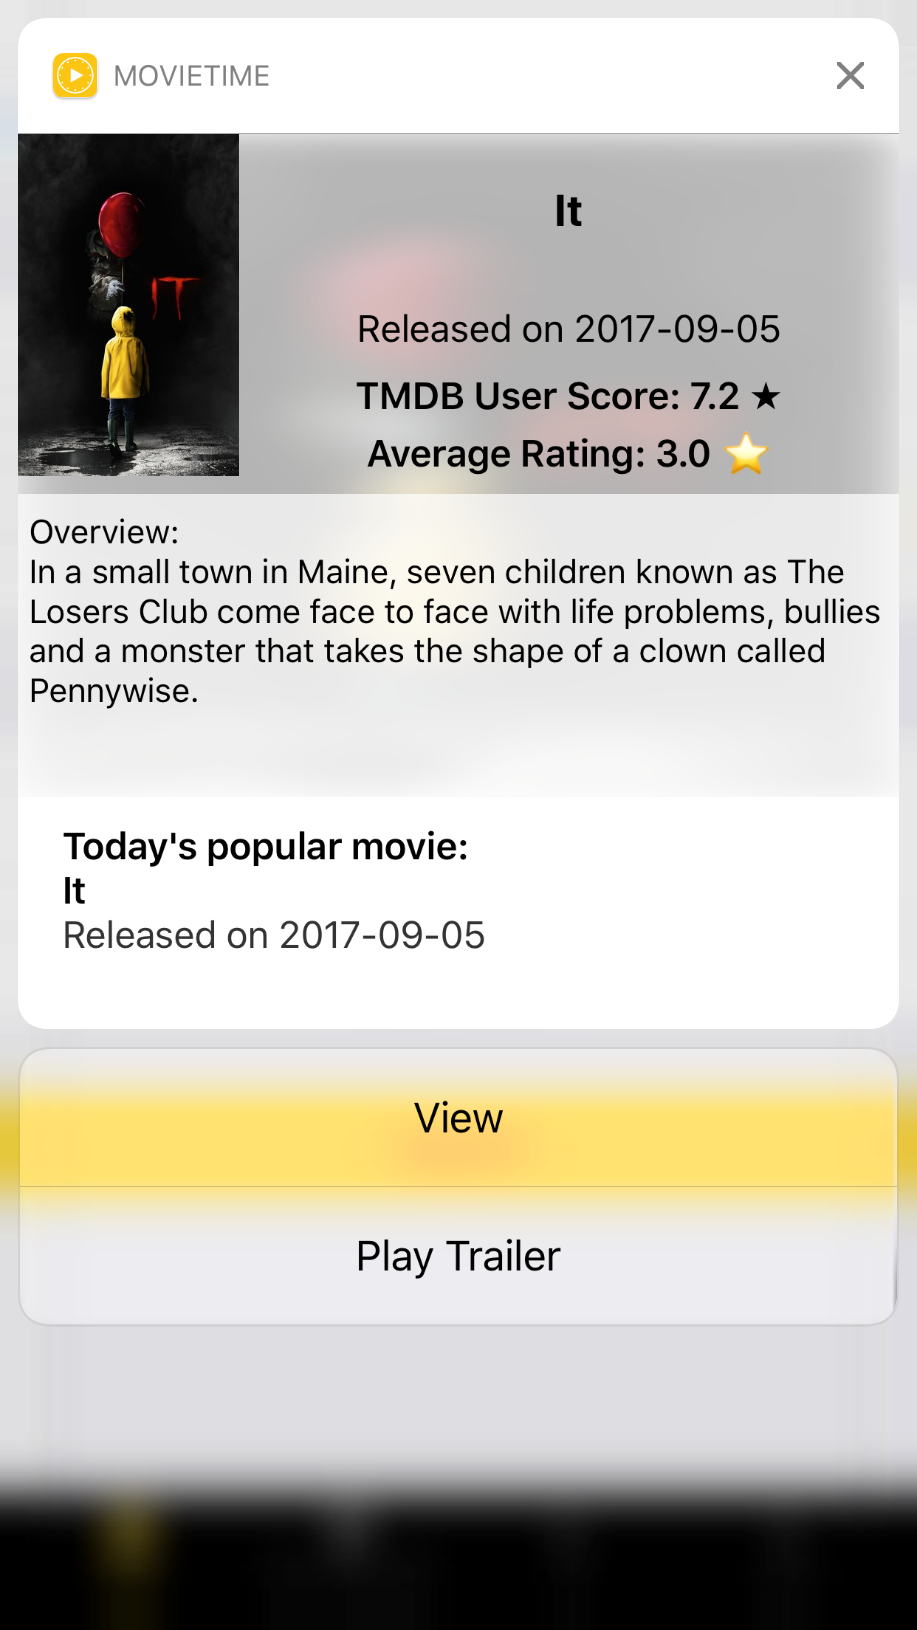 MOVIETIME
IT
It
Released on 2017-09-05
TMDB User Score: 7.2 ★
Average Rating: 3.0 ⭐
Overview:
In a small town in Maine, seven children known as The
Losers Club come face to face with life problems, bullies
and a monster that takes the shape of a clown called
Pennywise.
Today's popular movie:
It
Released on 2017-09-05
View
Play Trailer